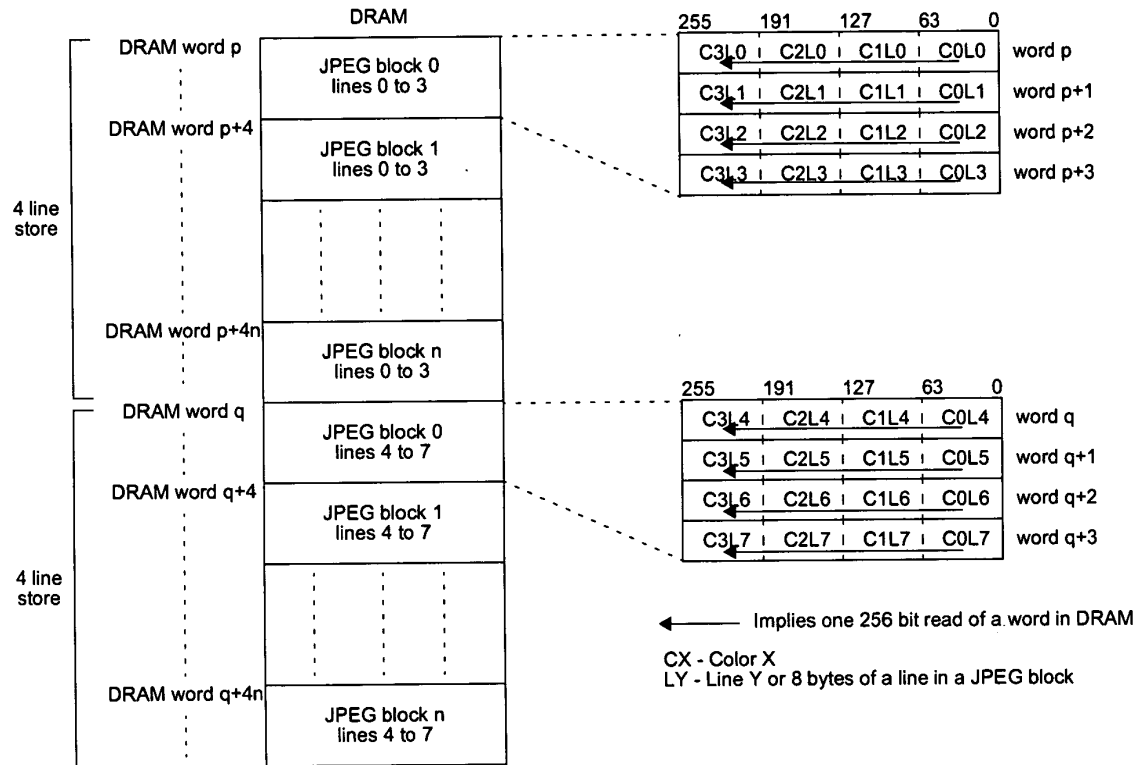 DRAM
DRAM word p
JPEG block 0
lines 0 to 3
DRAM word p+4
JPEG block 1
lines 0 to 3
4 line
store
DRAM word p+4n
JPEG block n
lines 0 to 3
DRAM word q
JPEG block 0
lines 4 to 7
DRAM word q+4
JPEG block 1
lines 4 to 7
4 line
store
DRAM word q+4n
JPEG block n
lines 4 to 7
255 191 127 63 0
C3L0 C2L0 C1L0 C0L0 word p
C3L1 C2L1 C1L1 C0L1 word p+1
C3L2 C2L2 C1L2 C0L2 word p+2
C3L3 C2L3 C1L3 C0L3 word p+3
255 191 127 63 0
C3L4 C2L4 C1L4 C0L4 word q
C3L5 C2L5 C1L5 C0L5 word q+1
C3L6 C2L6 C1L6 C0L6 word q+2
C3L7 C2L7 C1L7 C0L7 word q+3
Implies one 256 bit read of a word in DRAM
CX - Color X
LY - Line Y or 8 bytes of a line in a JPEG block